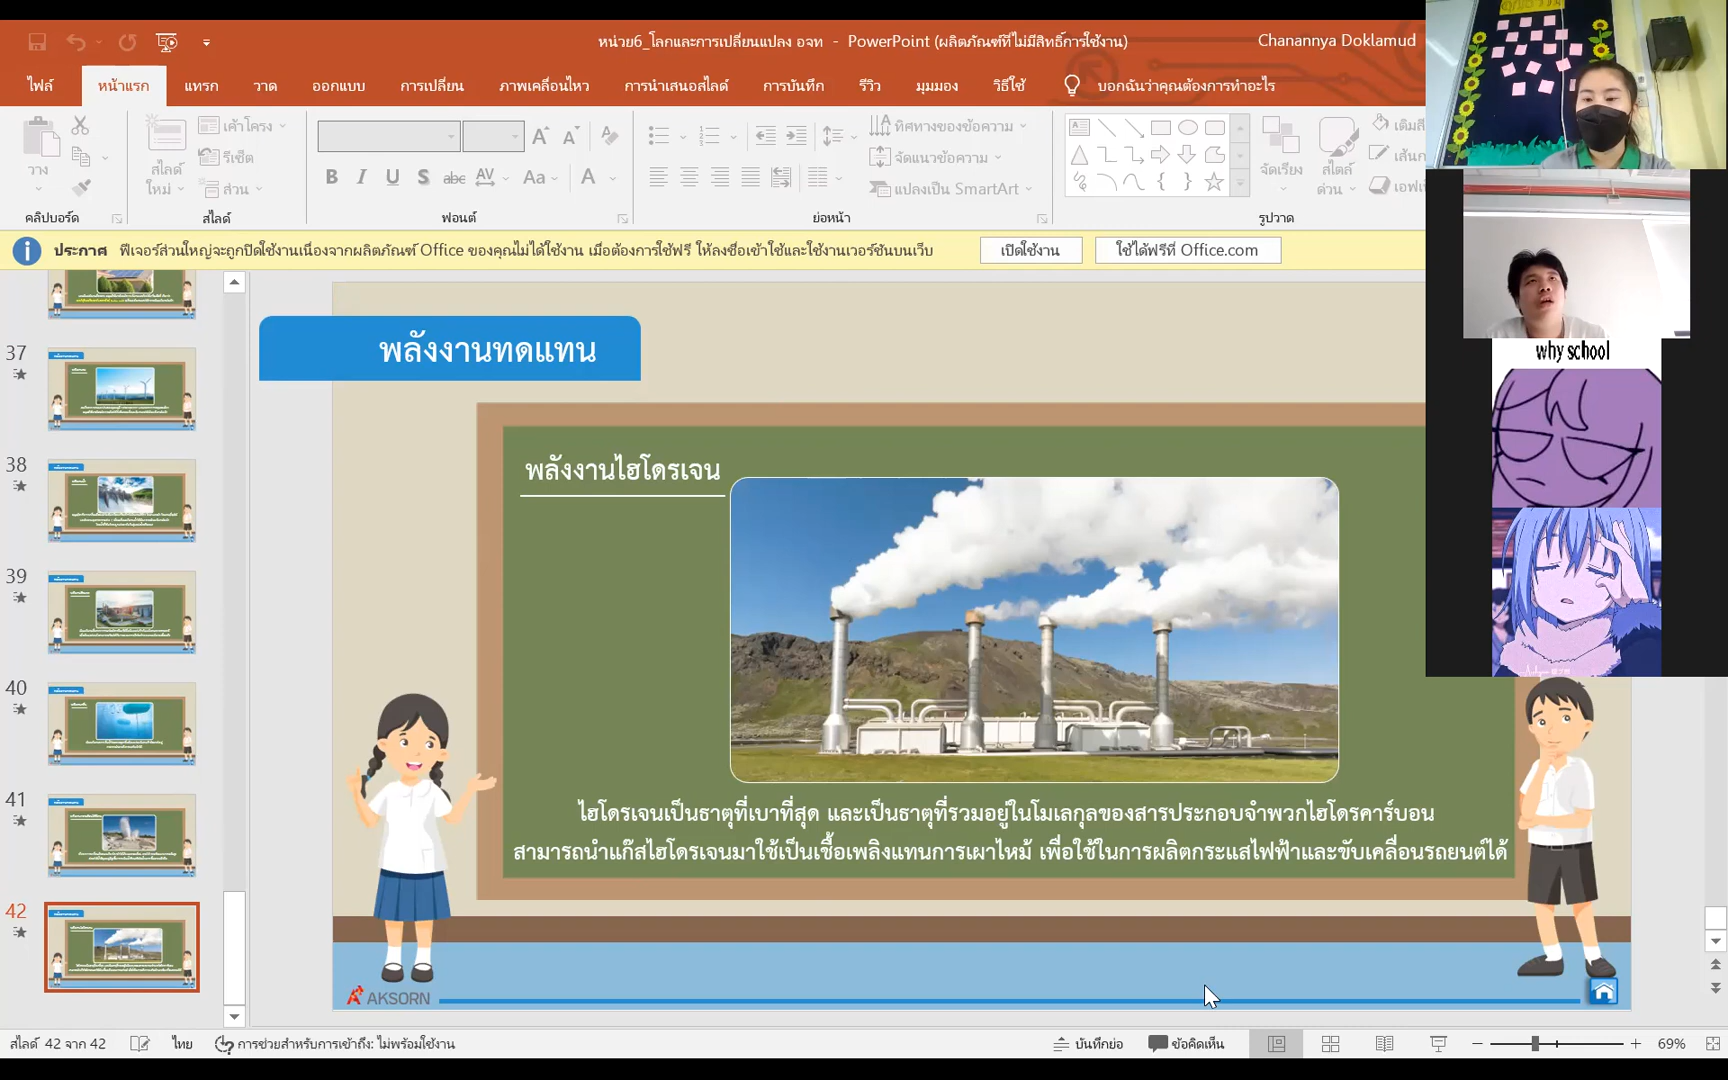 หน่วย6_โลกและการเปลี่ยนแปลง อจท - PowerPoint (ผลิตภัณฑ์ที่ไม่มีสิทธิ์การใช้งาน)
Chanannya Doklamud
ไฟล์ หน้าแรก แทรก วาด ออกแบบ การเปลี่ยน ภาพเคลื่อนไหว การนำเสนอสไลด์ การบันทึก รีวิว มุมมอง วิธีใช้ บอกฉันว่าคุณต้องการทำอะไร
วาง
สไลด์
ใหม่
เค้าโครง
รีเซ็ต
ส่วน
B I U S abc AV Aa A
ทิศทางของข้อความ
จัดแนวข้อความ
แปลงเป็น SmartArt
จัดเรียง
สไตล์
ด่วน
คลิปบอร์ด สไลด์ ฟอนต์ ย่อหน้า รูปวาด
ประกาศ ฟีเจอร์ส่วนใหญ่จะถูกปิดใช้งานเนื่องจากผลิตภัณฑ์ Office ของคุณไม่ได้ใช้งาน เมื่อต้องการใช้ฟรี ให้ลงชื่อเข้าใช้และใช้งานเวอร์ชันบนเว็บ
เปิดใช้งาน
ใช้ได้ฟรีที่ Office.com
why school
37
38
39
40
41
42
พลังงานทดแทน
พลังงานไฮโดรเจน
ไฮโดรเจนเป็นธาตุที่เบาที่สุด และเป็นธาตุที่รวมอยู่ในโมเลกุลของสารประกอบจำพวกไฮโดรคาร์บอน
สามารถนำแก๊สไฮโดรเจนมาใช้เป็นเชื้อเพลิงแทนการเผาไหม้ เพื่อใช้ในการผลิตกระแสไฟฟ้าและขับเคลื่อนรถยนต์ได้
AKSORN
สไลด์ 42 จาก 42 ไทย การช่วยสำหรับการเข้าถึง: ไม่พร้อมใช้งาน บันทึกย่อ ข้อคิดเห็น 69%